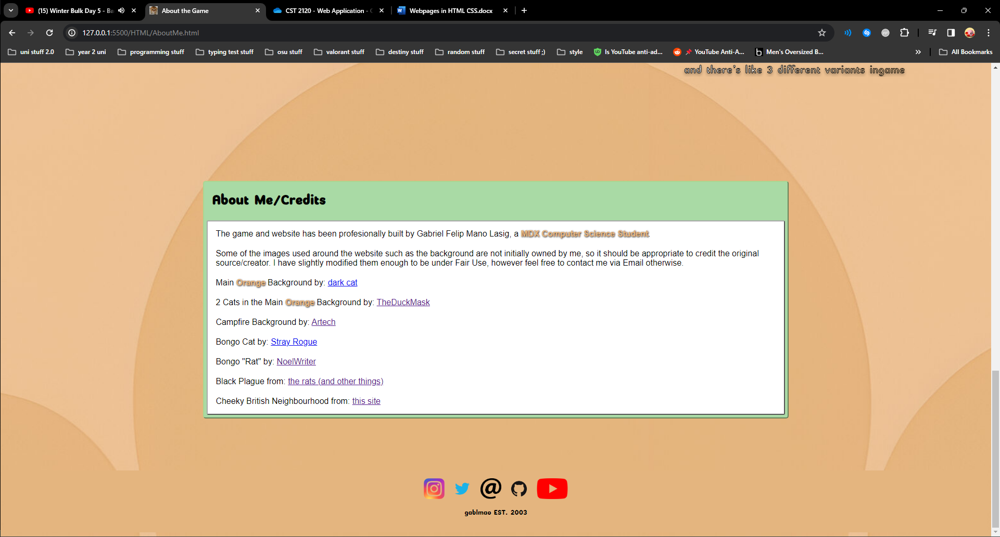 (15) Winter Bulk Day 5 - Ba
About the Game
CST 2120 - Web Application -
Webpages in HTML CSS.docx
127.0.0.1:5500/HTML/AboutMe.html
uni stuff 2.0
year 2 uni
programming stuff
typing test stuff
osu stuff
valorant stuff
destiny stuff
random stuff
secret stuff ;)
style
Is YouTube anti-ad...
YouTube Anti-A...
Men's Oversized B...
All Bookmarks
and there's like 3 different variants ingame
About Me/Credits
The game and website has been profesionally built by Gabriel Felip Mano Lasig, a MDX Computer Science Student.
Some of the images used around the website such as the background are not initially owned by me, so it should be appropriate to credit the original
source/creator. I have slightly modified them enough to be under Fair Use, however feel free to contact me via Email otherwise.
Main Orange Background by: dark cat
2 Cats in the Main Orange Background by: TheDuckMask
Campfire Background by: Artech
Bongo Cat by: Stray Rogue
Bongo "Rat" by: NoelWriter
Black Plague from: the rats (and other things)
Cheeky British Neighbourhood from: this site
@
gablmao EST. 2003